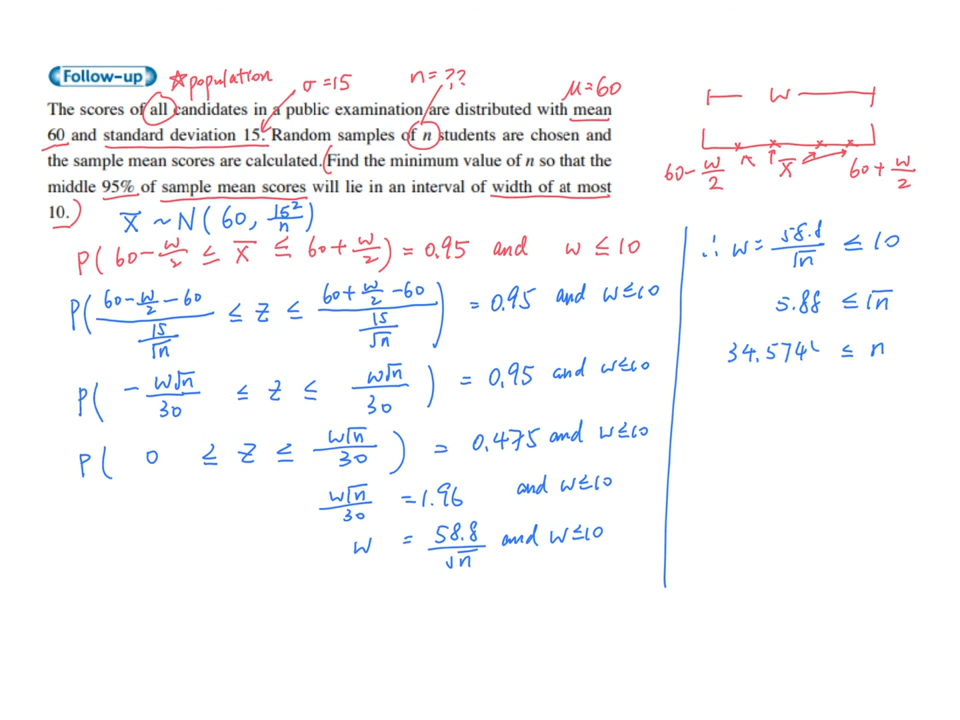 Follow-up ☆population σ=15 n=?? μ=60
The scores of all candidates in a public examination are distributed with mean
60 and standard deviation 15. Random samples of n students are chosen and
the sample mean scores are calculated. (Find the minimum value of n so that the
middle 95% of sample mean scores will lie in an interval of width of at most
10.)
W
60-W/2 X̄ 60+W/2
X̄ ~ N(60, 15²/n)
P(60-W/2 ≤ X̄ ≤ 60+W/2) = 0.95 and W ≤ 10
P((60-W/2-60)/(15/√n) ≤ Z ≤ (60+W/2-60)/(15/√n)) = 0.95 and W≤10
P(-W√n/30 ≤ Z ≤ W√n/30) = 0.95 and W≤10
P(0 ≤ Z ≤ W√n/30) = 0.475 and W≤10
W√n/30 = 1.96 and W≤10
W = 58.8/√n and W≤10
∴ W = 58.8/√n ≤ 10
5.88 ≤ √n
34.574 ≤ n